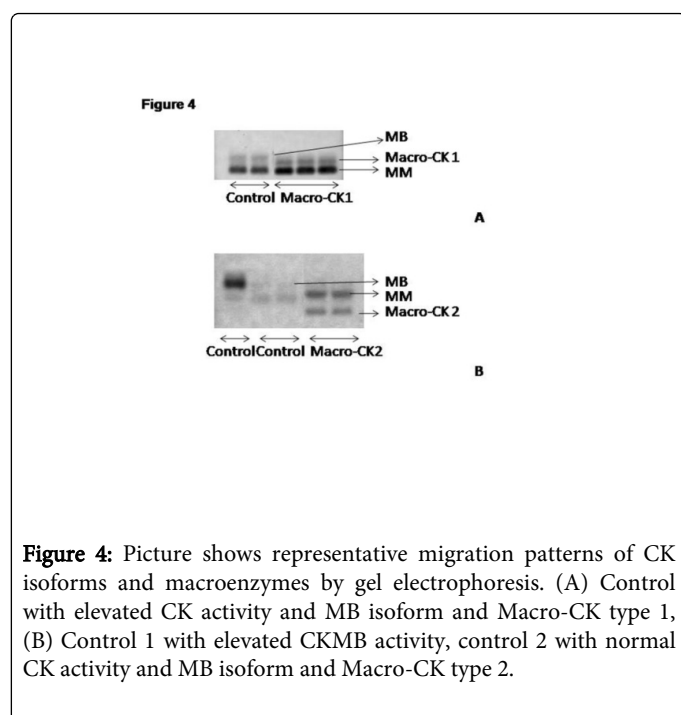 Figure 4
MB
Macro-CK 1
MM
Control Macro-CK1
A
MB
MM
Macro-CK 2
Control Control Macro-CK2
B
Figure 4: Picture shows representative migration patterns of CK
isoforms and macroenzymes by gel electrophoresis. (A) Control
with elevated CK activity and MB isoform and Macro-CK type 1,
(B) Control 1 with elevated CKMB activity, control 2 with normal
CK activity and MB isoform and Macro-CK type 2.